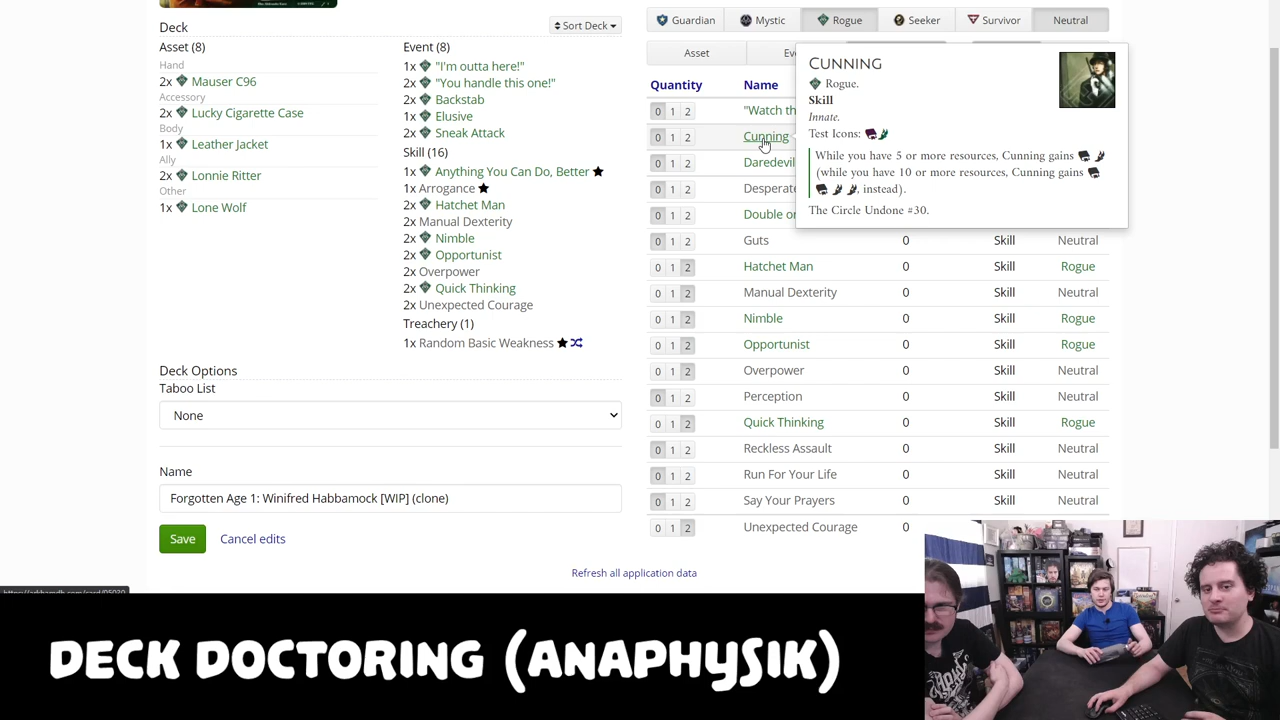 Deck
Sort Deck
Asset (8)
Hand
2x Mauser C96
Accessory
2x Lucky Cigarette Case
Body
1x Leather Jacket
Ally
2x Lonnie Ritter
Other
1x Lone Wolf
Event (8)
1x "I'm outta here!"
2x "You handle this one!"
2x Backstab
1x Elusive
2x Sneak Attack
Skill (16)
1x Anything You Can Do, Better
1x Arrogance
2x Hatchet Man
2x Manual Dexterity
2x Nimble
2x Opportunist
2x Overpower
2x Quick Thinking
2x Unexpected Courage
Treachery (1)
1x Random Basic Weakness
Deck Options
Taboo List
None
Name
Forgotten Age 1: Winifred Habbamock [WIP] (clone)
Save Cancel edits
Guardian Mystic Rogue Seeker Survivor Neutral
Asset Ev
Quantity Name
0 1 2 "Watch th
0 1 2 Cunning
0 1 2 Daredevil
0 1 2 Desperate
0 1 2 Double or
0 1 2 Guts 0 Skill Neutral
0 1 2 Hatchet Man 0 Skill Rogue
0 1 2 Manual Dexterity 0 Skill Neutral
0 1 2 Nimble 0 Skill Rogue
0 1 2 Opportunist 0 Skill Rogue
0 1 2 Overpower 0 Skill Neutral
0 1 2 Perception 0 Skill Neutral
0 1 2 Quick Thinking 0 Skill Rogue
0 1 2 Reckless Assault 0 Skill Neutral
0 1 2 Run For Your Life 0 Skill Neutral
0 1 2 Say Your Prayers 0 Skill Neutral
0 1 2 Unexpected Courage 0
CUNNING
Rogue.
Skill
Innate.
Test Icons:
While you have 5 or more resources, Cunning gains
(while you have 10 or more resources, Cunning gains
, instead).
The Circle Undone #30.
Refresh all application data
DECK DOCTORING (ANAPHYSIK)